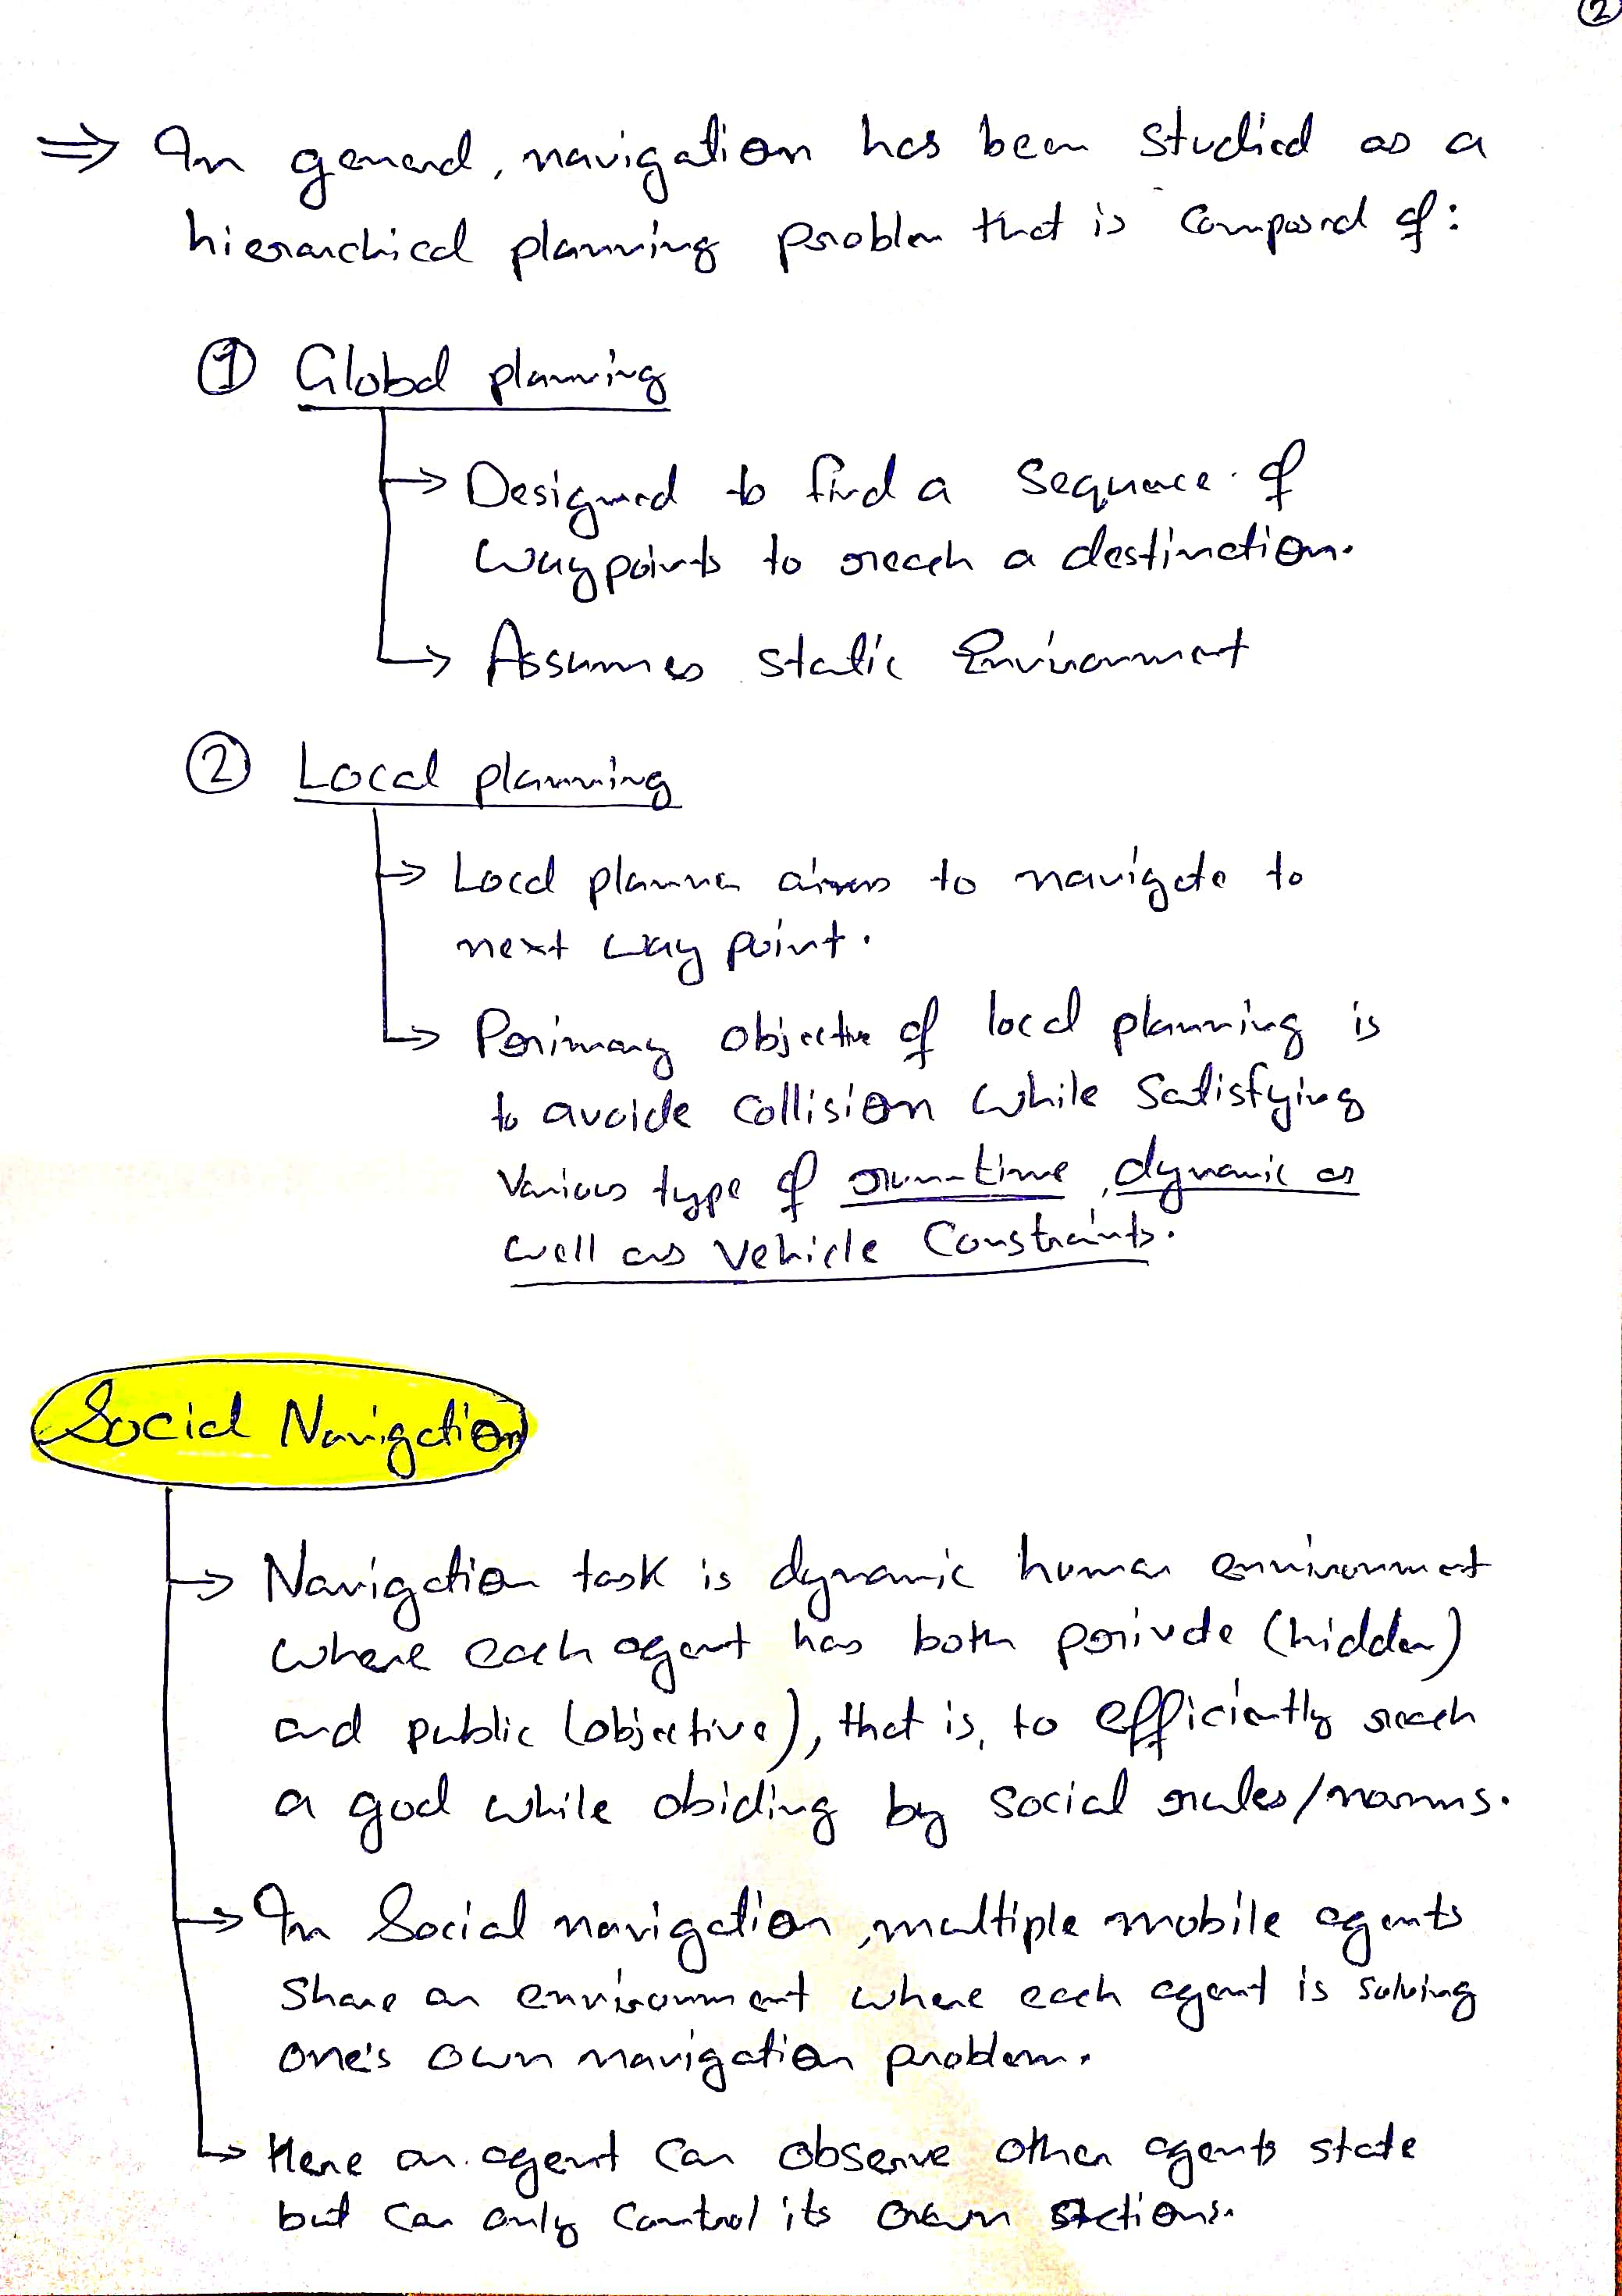 2
⇒ In general, navigation has been studied as a
hierarchical planning problem that is composed of:
① Global planning
→ Designed to find a sequence of
waypoints to reach a destination.
→ Assumes static Environment
② Local planning
→ Local planner aims to navigate to
next way point.
→ Primary objective of local planning is
to avoide collision while satisfying
various type of run-time, dynamic as
well as vehicle constraints.
Social Navigation
→ Navigation task is dynamic human environment
where each agent has both private (hidden)
and public (objective), that is, to efficiently reach
a goal while abiding by social rules/norms.
→ In Social navigation, multiple mobile agents
share an environment where each agent is solving
one's own navigation problem.
→ Here an agent can observe other agents state
but can only control its own actions.